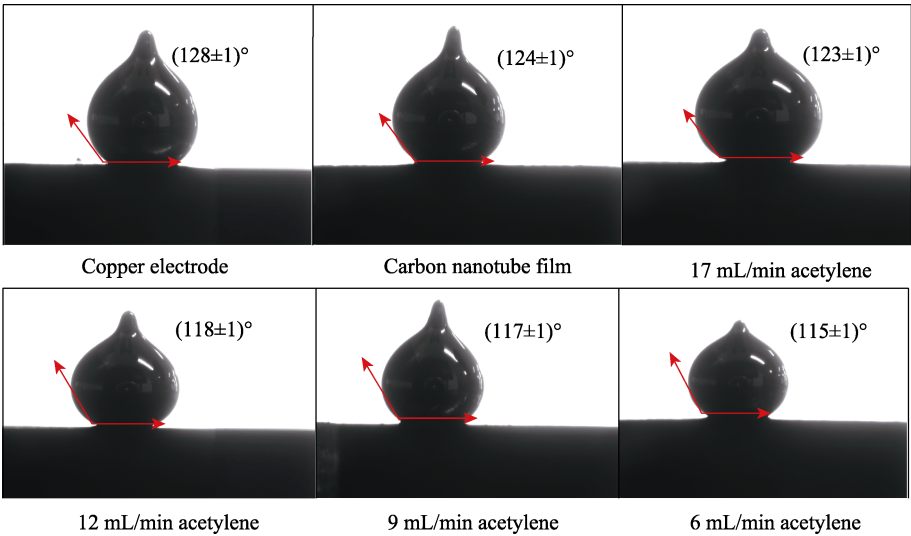 (128±1)°
(124±1)°
(123±1)°
Copper electrode
Carbon nanotube film
17 mL/min acetylene
(118±1)°
(117±1)°
(115±1)°
12 mL/min acetylene
9 mL/min acetylene
6 mL/min acetylene